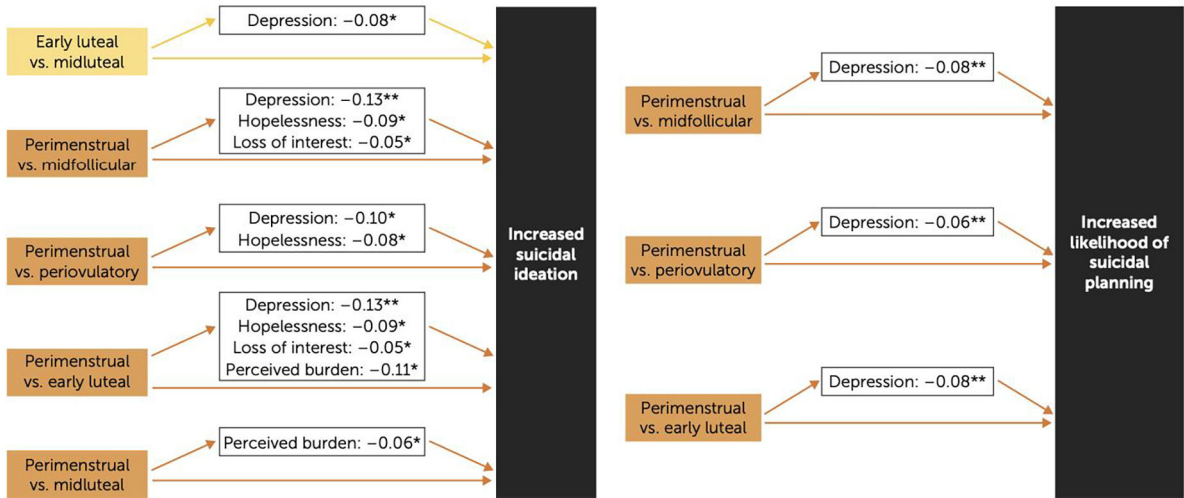 Early luteal
vs. midluteal
Depression: −0.08*
Perimenstrual
vs. midfollicular
Depression: −0.13**
Hopelessness: −0.09*
Loss of interest: −0.05*
Perimenstrual
vs. periovulatory
Depression: −0.10*
Hopelessness: −0.08*
Perimenstrual
vs. early luteal
Depression: −0.13**
Hopelessness: −0.09*
Loss of interest: −0.05*
Perceived burden: −0.11*
Perimenstrual
vs. midluteal
Perceived burden: −0.06*
Increased
suicidal
ideation
Perimenstrual
vs. midfollicular
Depression: −0.08**
Perimenstrual
vs. periovulatory
Depression: −0.06**
Perimenstrual
vs. early luteal
Depression: −0.08**
Increased
likelihood of
suicidal
planning